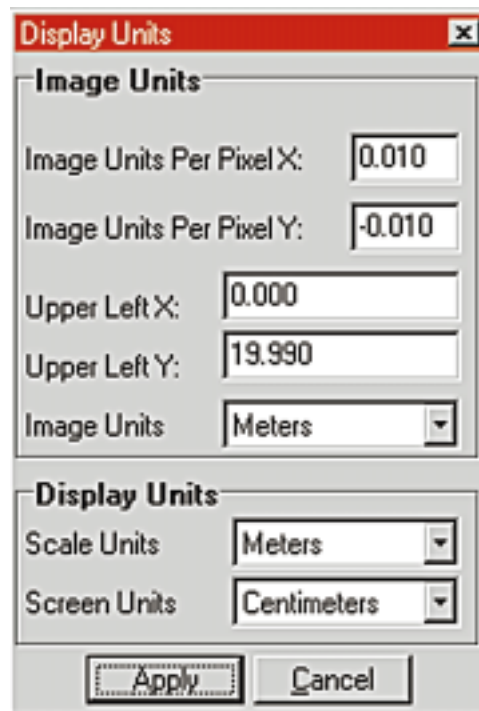 Display Units
Image Units
Image Units Per Pixel X: 0.010
Image Units Per Pixel Y: -0.010
Upper Left X: 0.000
Upper Left Y: 19.990
Image Units Meters
Display Units
Scale Units Meters
Screen Units Centimeters
Apply Cancel